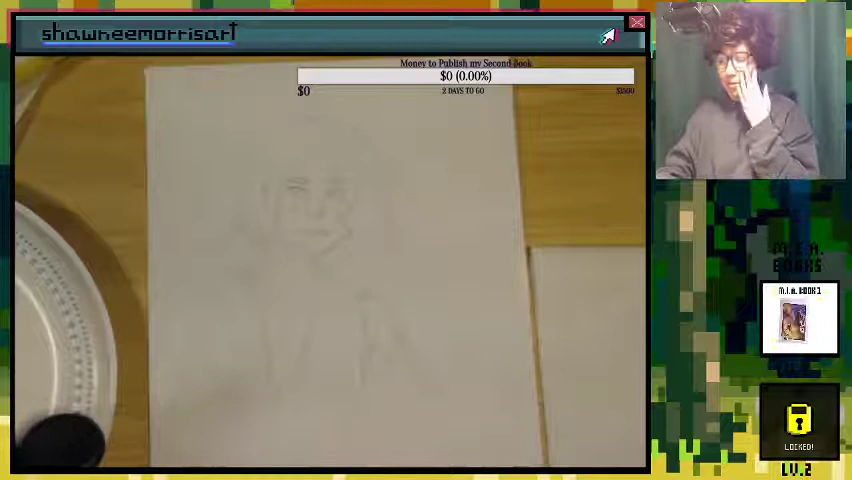 shawneemorrisart
Money to Publish my Second Book
$0 (0.00%)
$0
2 DAYS TO GO
$1500
M.E.A.
BOOKS
M.E.A. BOOK 1
LOCKED!
LV.2